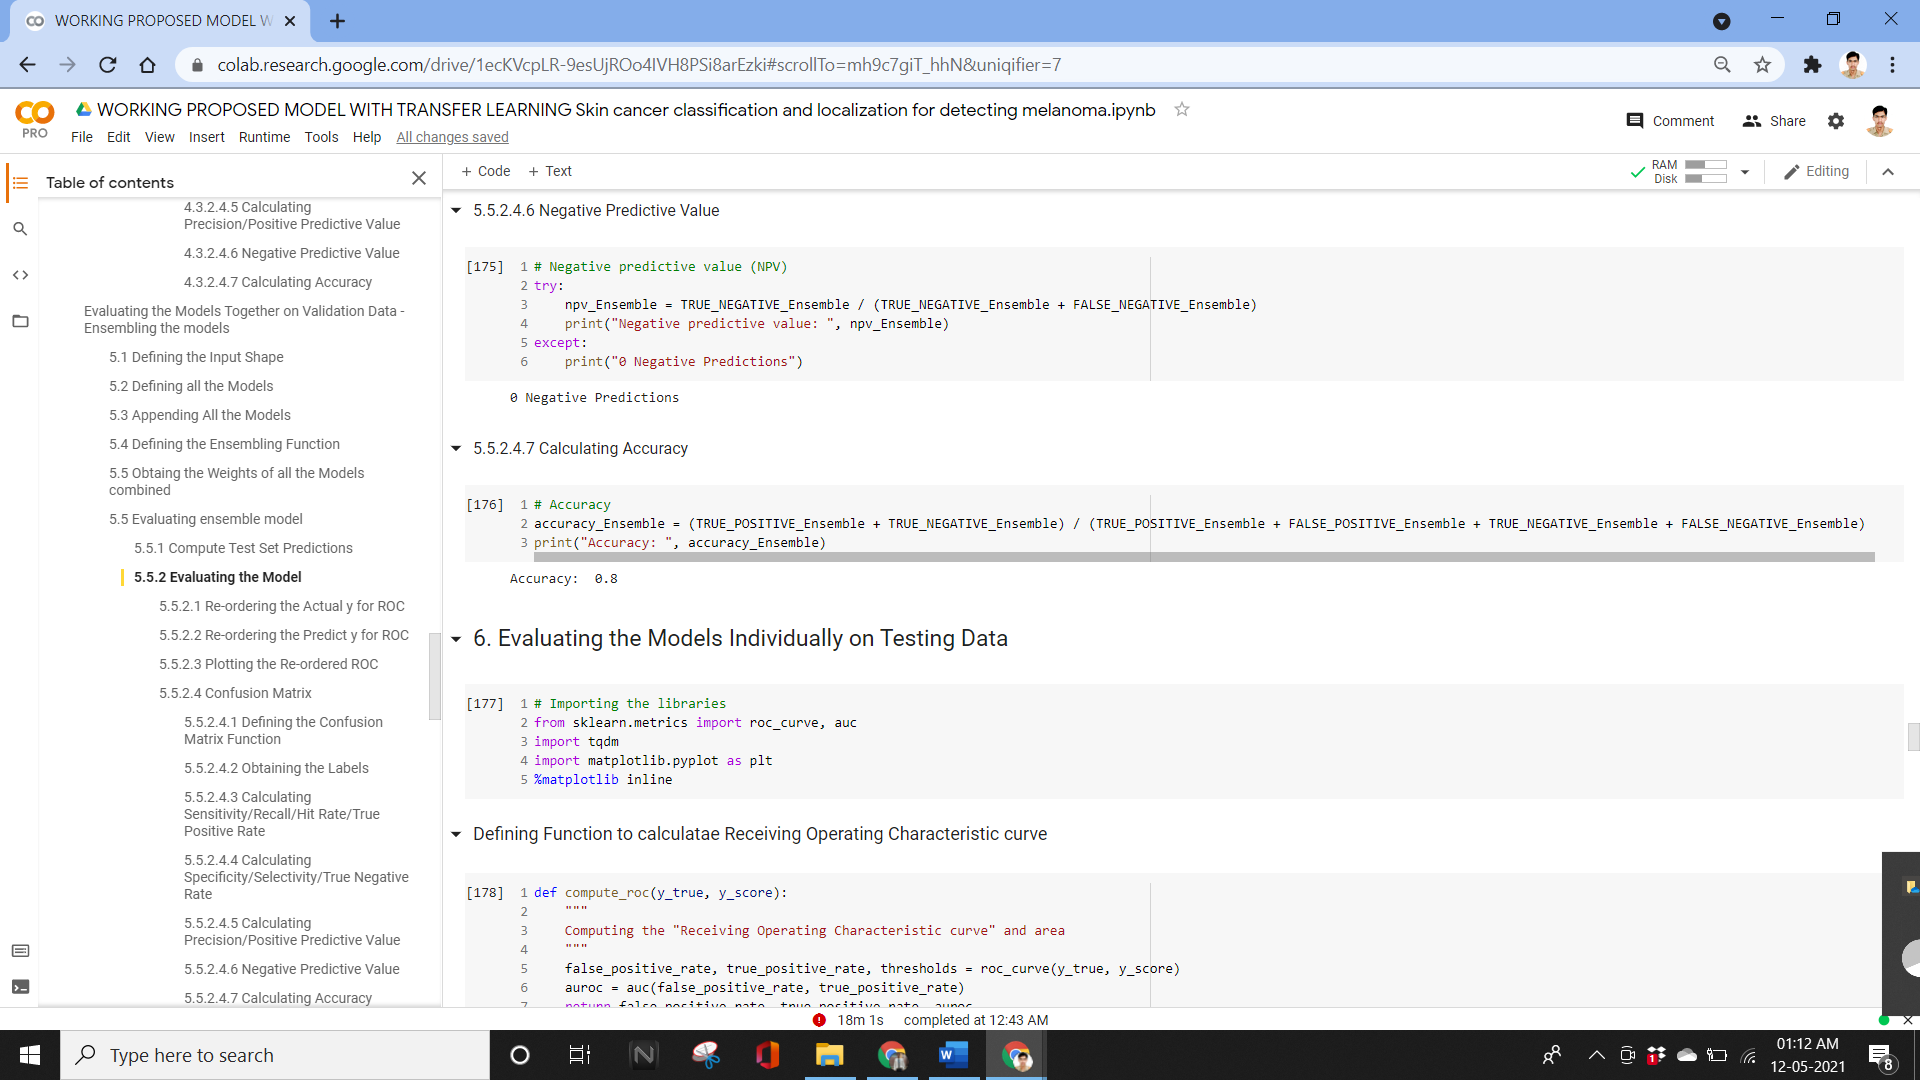 WORKING PROPOSED MODEL W
colab.research.google.com/drive/1ecKVcpLR-9esUjROo4IVH8PSi8arEzki#scrollTo=mh9c7giT_hhN&uniqifier=7
CO
PRO
WORKING PROPOSED MODEL WITH TRANSFER LEARNING Skin cancer classification and localization for detecting melanoma.ipynb
File Edit View Insert Runtime Tools Help All changes saved
Comment Share
Table of contents
4.3.2.4.5 Calculating
Precision/Positive Predictive Value
4.3.2.4.6 Negative Predictive Value
4.3.2.4.7 Calculating Accuracy
Evaluating the Models Together on Validation Data -
Ensembling the models
5.1 Defining the Input Shape
5.2 Defining all the Models
5.3 Appending All the Models
5.4 Defining the Ensembling Function
5.5 Obtaing the Weights of all the Models
combined
5.5 Evaluating ensemble model
5.5.1 Compute Test Set Predictions
5.5.2 Evaluating the Model
5.5.2.1 Re-ordering the Actual y for ROC
5.5.2.2 Re-ordering the Predict y for ROC
5.5.2.3 Plotting the Re-ordered ROC
5.5.2.4 Confusion Matrix
5.5.2.4.1 Defining the Confusion
Matrix Function
5.5.2.4.2 Obtaining the Labels
5.5.2.4.3 Calculating
Sensitivity/Recall/Hit Rate/True
Positive Rate
5.5.2.4.4 Calculating
Specificity/Selectivity/True Negative
Rate
5.5.2.4.5 Calculating
Precision/Positive Predictive Value
5.5.2.4.6 Negative Predictive Value
5.5.2.4.7 Calculating Accuracy
+ Code + Text
RAM
Disk
Editing
5.5.2.4.6 Negative Predictive Value
[175] 1 # Negative predictive value (NPV)
2 try:
3     npv_Ensemble = TRUE_NEGATIVE_Ensemble / (TRUE_NEGATIVE_Ensemble + FALSE_NEGATIVE_Ensemble)
4     print("Negative predictive value: ", npv_Ensemble)
5 except:
6     print("0 Negative Predictions")
0 Negative Predictions
5.5.2.4.7 Calculating Accuracy
[176] 1 # Accuracy
2 accuracy_Ensemble = (TRUE_POSITIVE_Ensemble + TRUE_NEGATIVE_Ensemble) / (TRUE_POSITIVE_Ensemble + FALSE_POSITIVE_Ensemble + TRUE_NEGATIVE_Ensemble + FALSE_NEGATIVE_Ensemble)
3 print("Accuracy: ", accuracy_Ensemble)
Accuracy:  0.8
6. Evaluating the Models Individually on Testing Data
[177] 1 # Importing the libraries
2 from sklearn.metrics import roc_curve, auc
3 import tqdm
4 import matplotlib.pyplot as plt
5 %matplotlib inline
Defining Function to calculatae Receiving Operating Characteristic curve
[178] 1 def compute_roc(y_true, y_score):
2     """
3     Computing the "Receiving Operating Characteristic curve" and area
4     """
5     false_positive_rate, true_positive_rate, thresholds = roc_curve(y_true, y_score)
6     auroc = auc(false_positive_rate, true_positive_rate)
7     return false_positive_rate, true_positive_rate, auroc
18m 1s completed at 12:43 AM
Type here to search
01:12 AM
12-05-2021
8